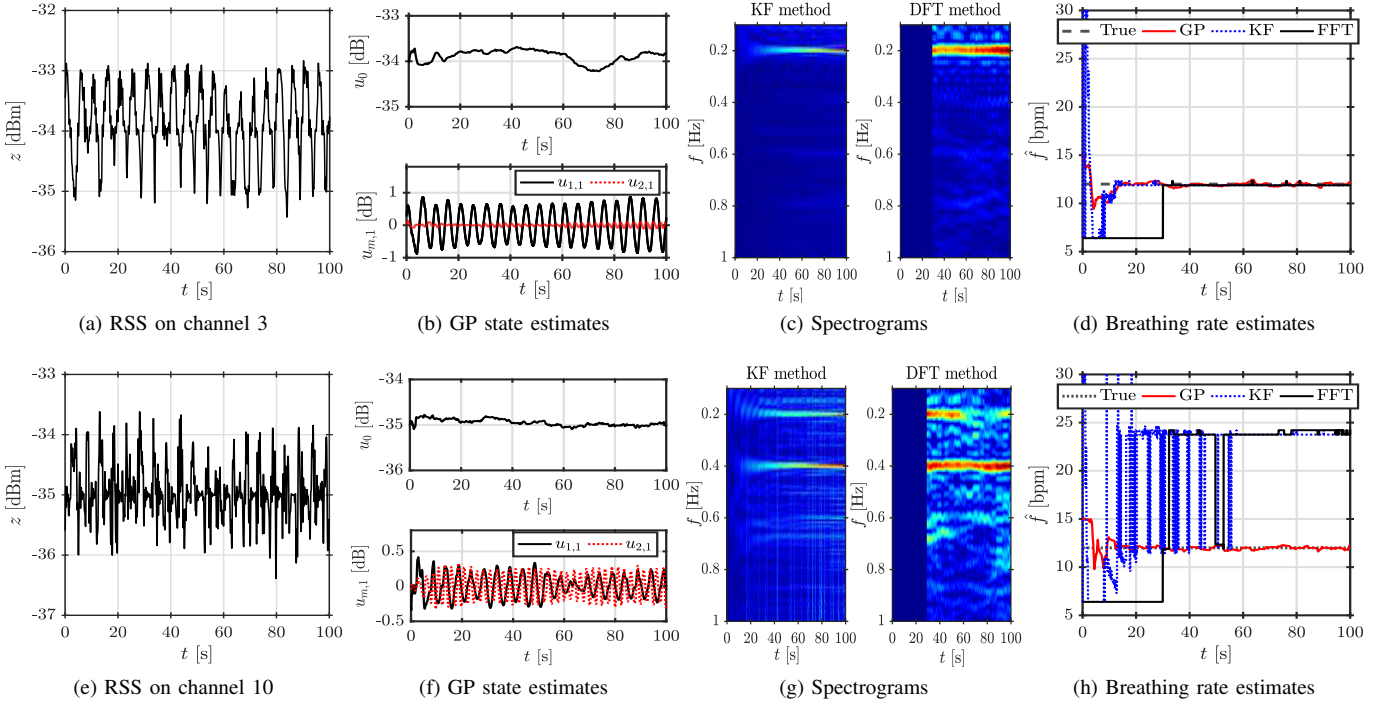 -32
-33
-34
-35
-36
z [dBm]
0 20 40 60 80 100
t [s]
(a) RSS on channel 3
-33
-34
-35
u0 [dB]
0 20 40 60 80 100
t [s]
u1,1 u2,1
1
0
-1
um,1 [dB]
0 20 40 60 80 100
t [s]
(b) GP state estimates
KF method
0.2
0.4
0.6
0.8
1
f [Hz]
0 20 40 60 80 100
t [s]
DFT method
0.2
0.4
0.6
0.8
1
f [Hz]
0 20 40 60 80 100
t [s]
(c) Spectrograms
30
25
20
15
10
5
f̂ [bpm]
True GP KF FFT
0 20 40 60 80 100
t [s]
(d) Breathing rate estimates
-33
-34
-35
-36
-37
z [dBm]
0 20 40 60 80 100
t [s]
(e) RSS on channel 10
-34
-35
-36
u0 [dB]
0 20 40 60 80 100
t [s]
u1,1 u2,1
0.5
0
-0.5
um,1 [dB]
0 20 40 60 80 100
t [s]
(f) GP state estimates
KF method
0.2
0.4
0.6
0.8
1
f [Hz]
0 20 40 60 80 100
t [s]
DFT method
0.2
0.4
0.6
0.8
1
f [Hz]
0 20 40 60 80 100
t [s]
(g) Spectrograms
30
25
20
15
10
5
f̂ [bpm]
True GP KF FFT
0 20 40 60 80 100
t [s]
(h) Breathing rate estimates